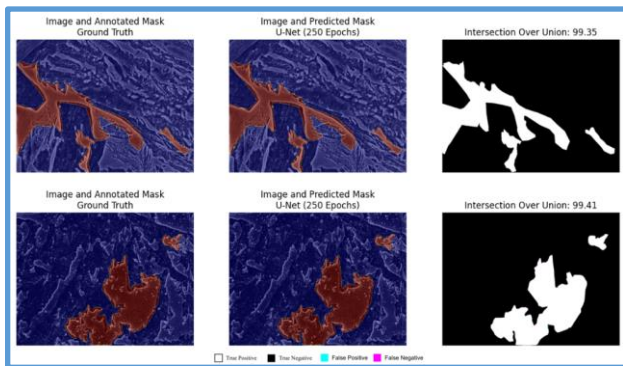 Image and Annotated Mask
Ground Truth
Image and Predicted Mask
U-Net (250 Epochs)
Intersection Over Union: 99.35
Image and Annotated Mask
Ground Truth
Image and Predicted Mask
U-Net (250 Epochs)
Intersection Over Union: 99.41
True Positive
True Negative
False Positive
False Negative